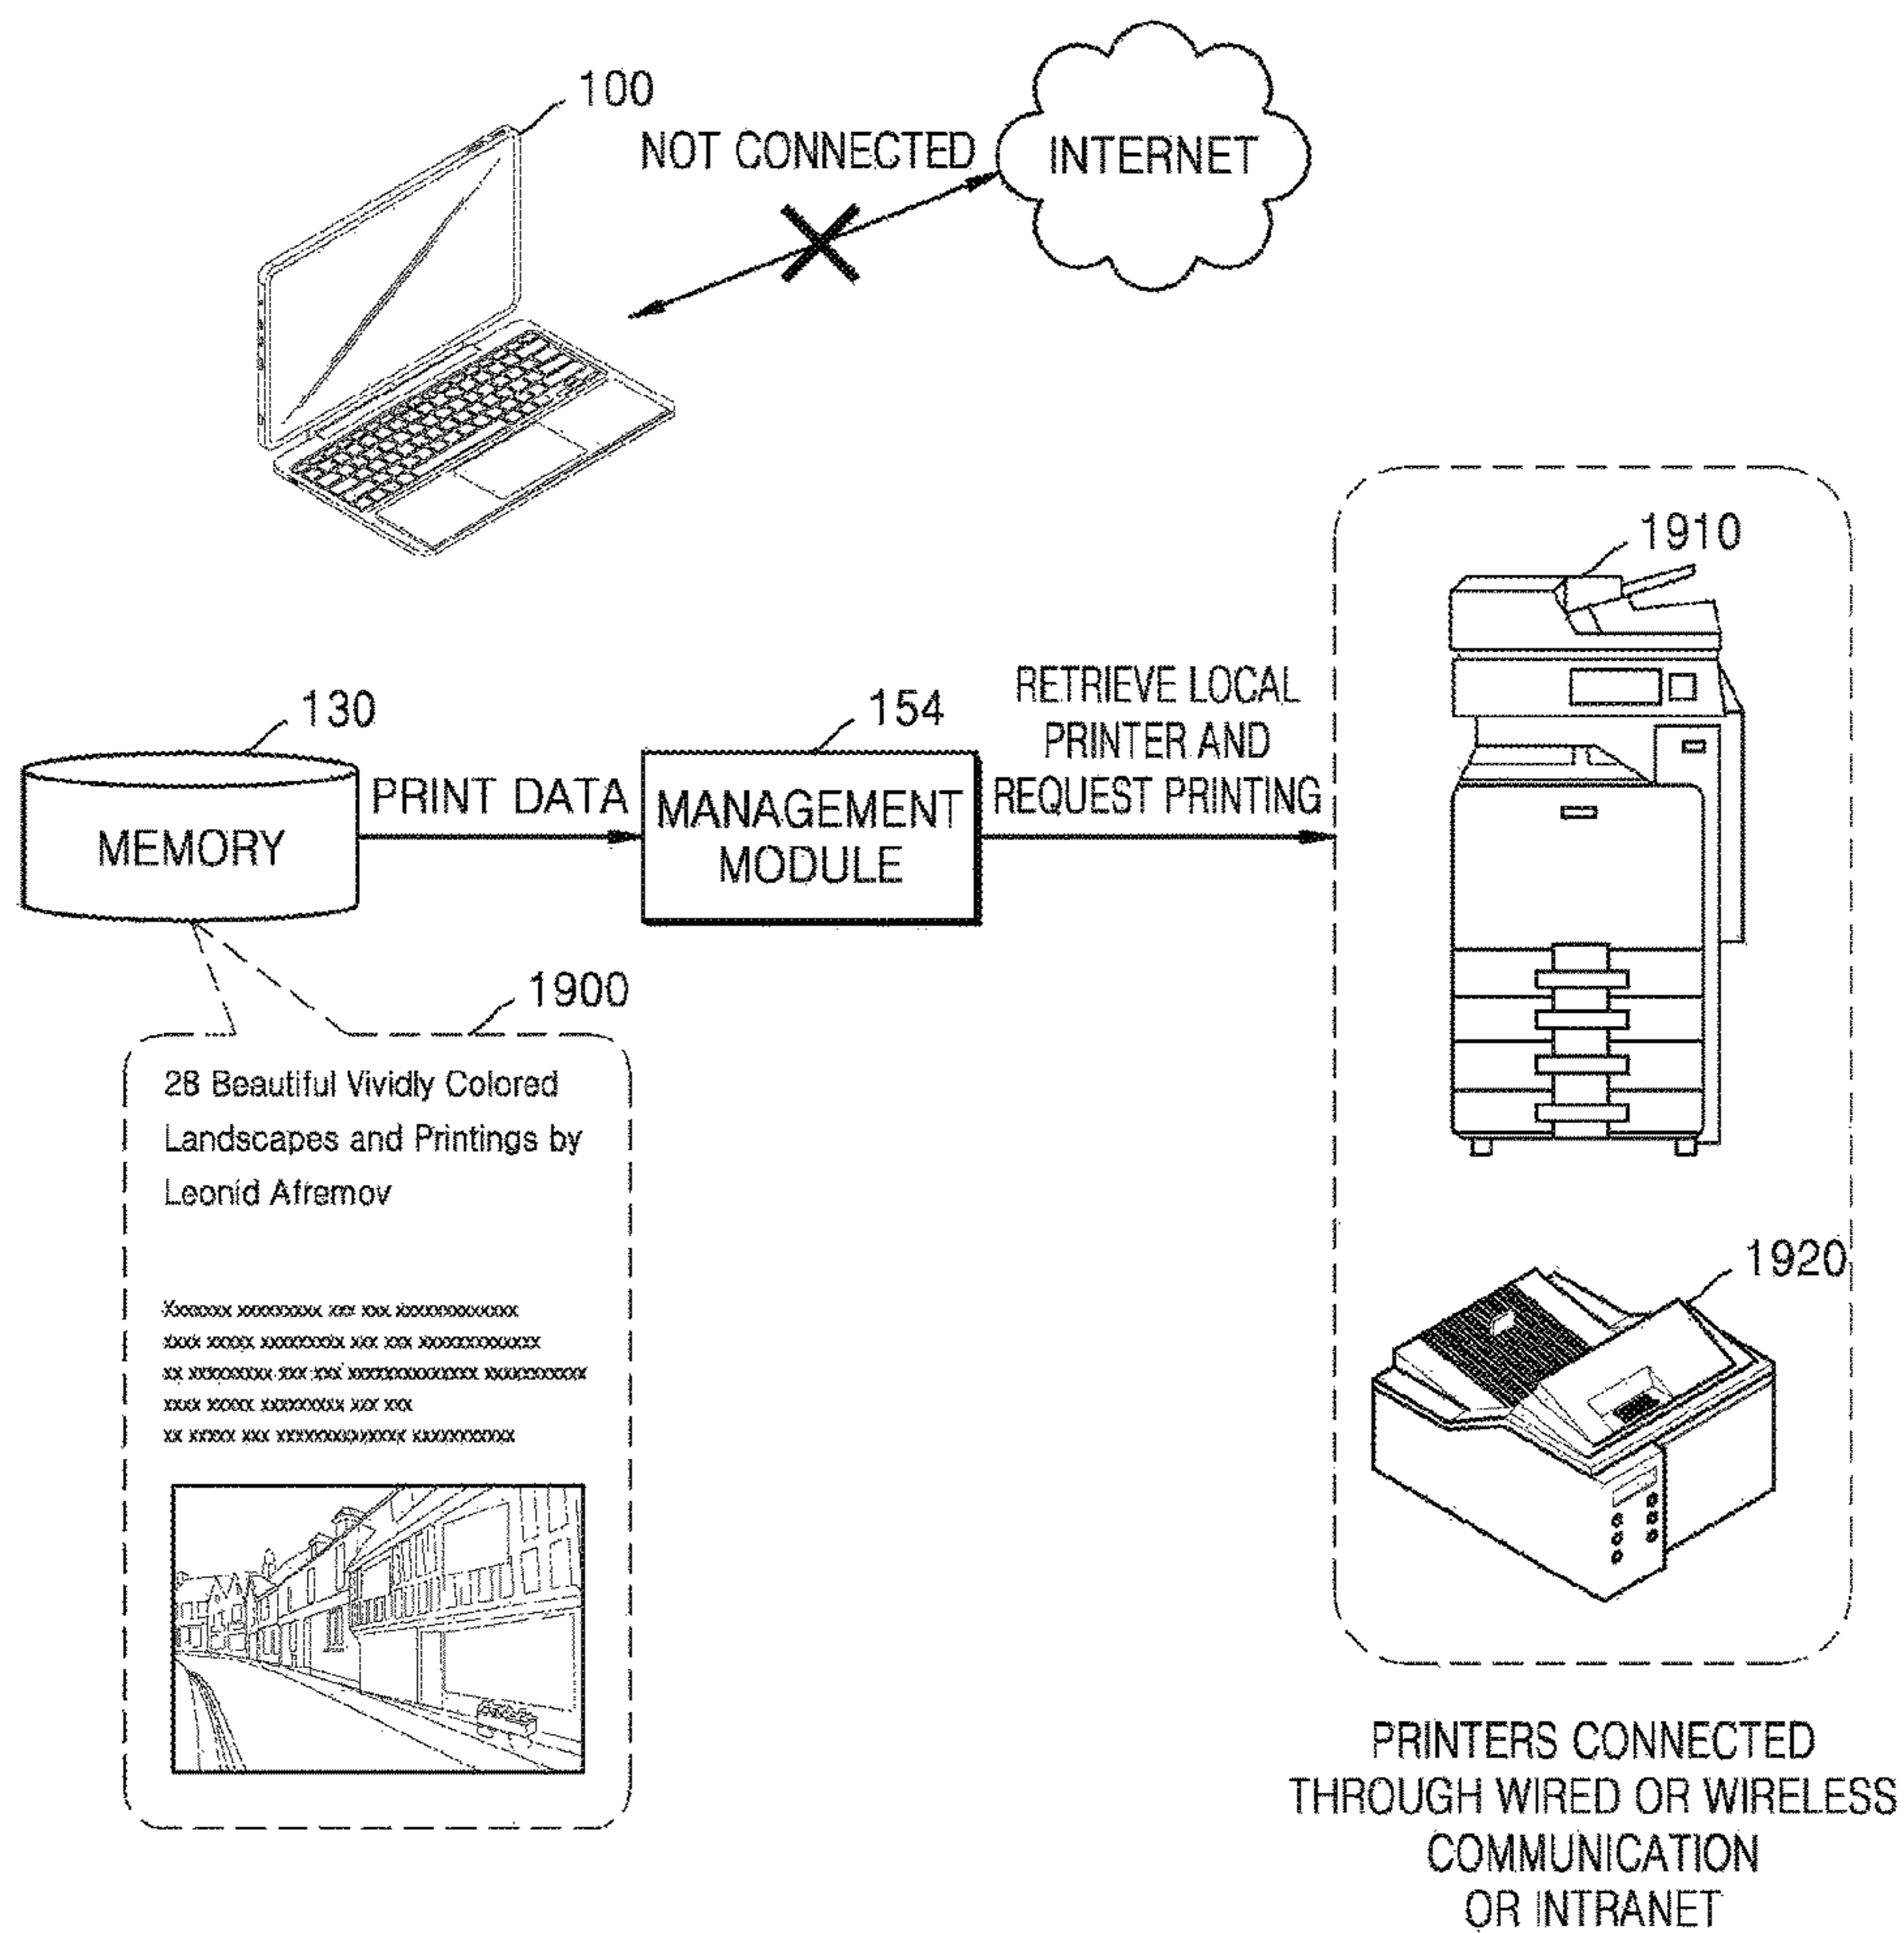 100
NOT CONNECTED
INTERNET
1910
130
PRINT DATA
MEMORY
154
MANAGEMENT
MODULE
RETRIEVE LOCAL
PRINTER AND
REQUEST PRINTING
1900
28 Beautiful Vividly Colored
Landscapes and Printings by
Leonid Afremov
1920
PRINTERS CONNECTED
THROUGH WIRED OR WIRELESS
COMMUNICATION
OR INTRANET